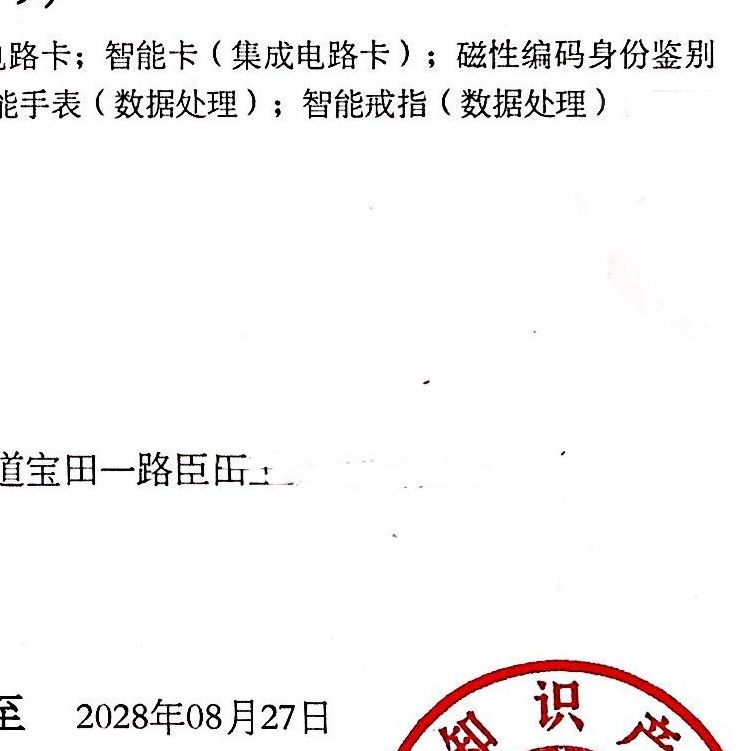 路卡；智能卡（集成电路卡）；磁性编码身份鉴别
能手表（数据处理）；智能戒指（数据处理）
道宝田一路臣田
至 2028年08月27日
知识产